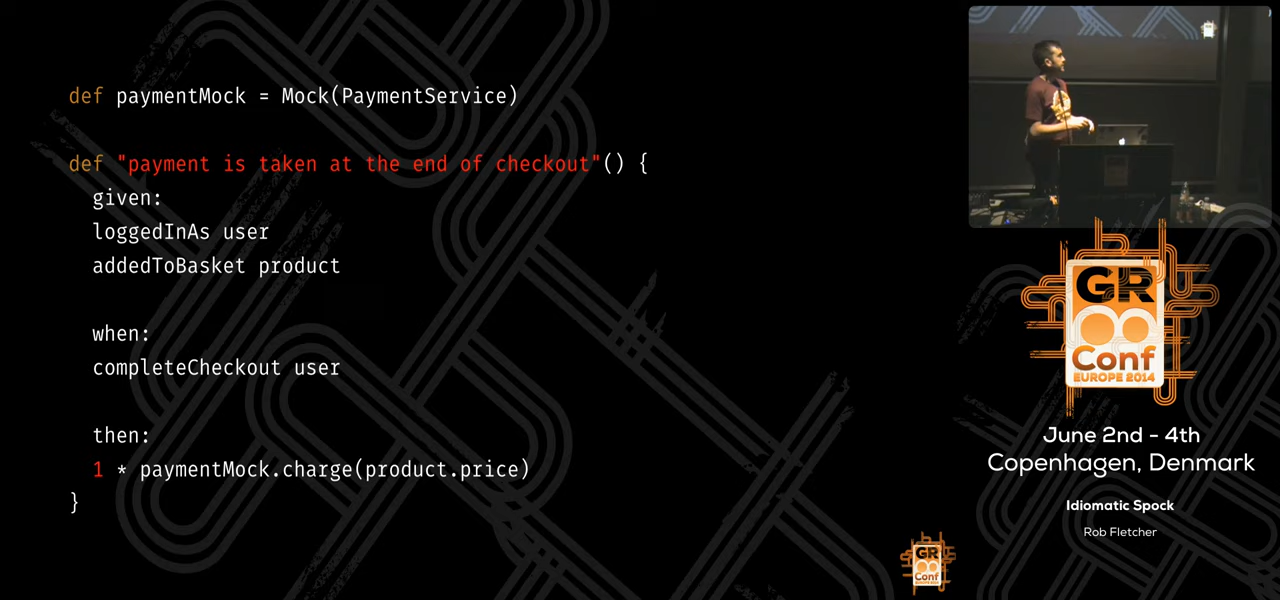 def paymentMock = Mock(PaymentService)
def "payment is taken at the end of checkout"() {
given:
loggedInAs user
addedToBasket product
when:
completeCheckout user
then:
1 * paymentMock.charge(product.price)
}
GR
Conf
EUROPE 2014
June 2nd - 4th
Copenhagen, Denmark
Idiomatic Spock
Rob Fletcher
GR
Conf